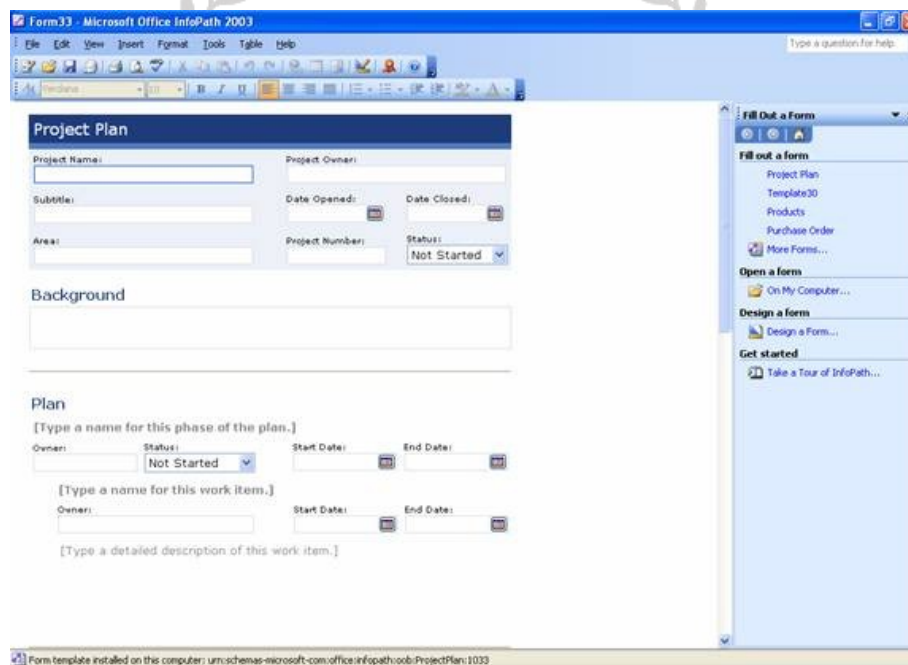 Form33 - Microsoft Office InfoPath 2003
File Edit View Insert Format Tools Table Help
Type a question for help
Verdana 10 B I U A
Project Plan
Project Name: Project Owner:
Subtitle: Date Opened: Date Closed:
Area: Project Number: Status:
Not Started
Background
Plan
[Type a name for this phase of the plan.]
Owner: Status: Start Date: End Date:
Not Started
[Type a name for this work item.]
Owner: Start Date: End Date:
[Type a detailed description of this work item.]
Fill Out a Form
Fill out a form
Project Plan
Template30
Products
Purchase Order
More Forms...
Open a form
On My Computer...
Design a form
Design a Form...
Get started
Take a Tour of InfoPath...
Form template installed on this computer: urn:schemas-microsoft-com:office:infopath:oob:ProjectPlan:1033